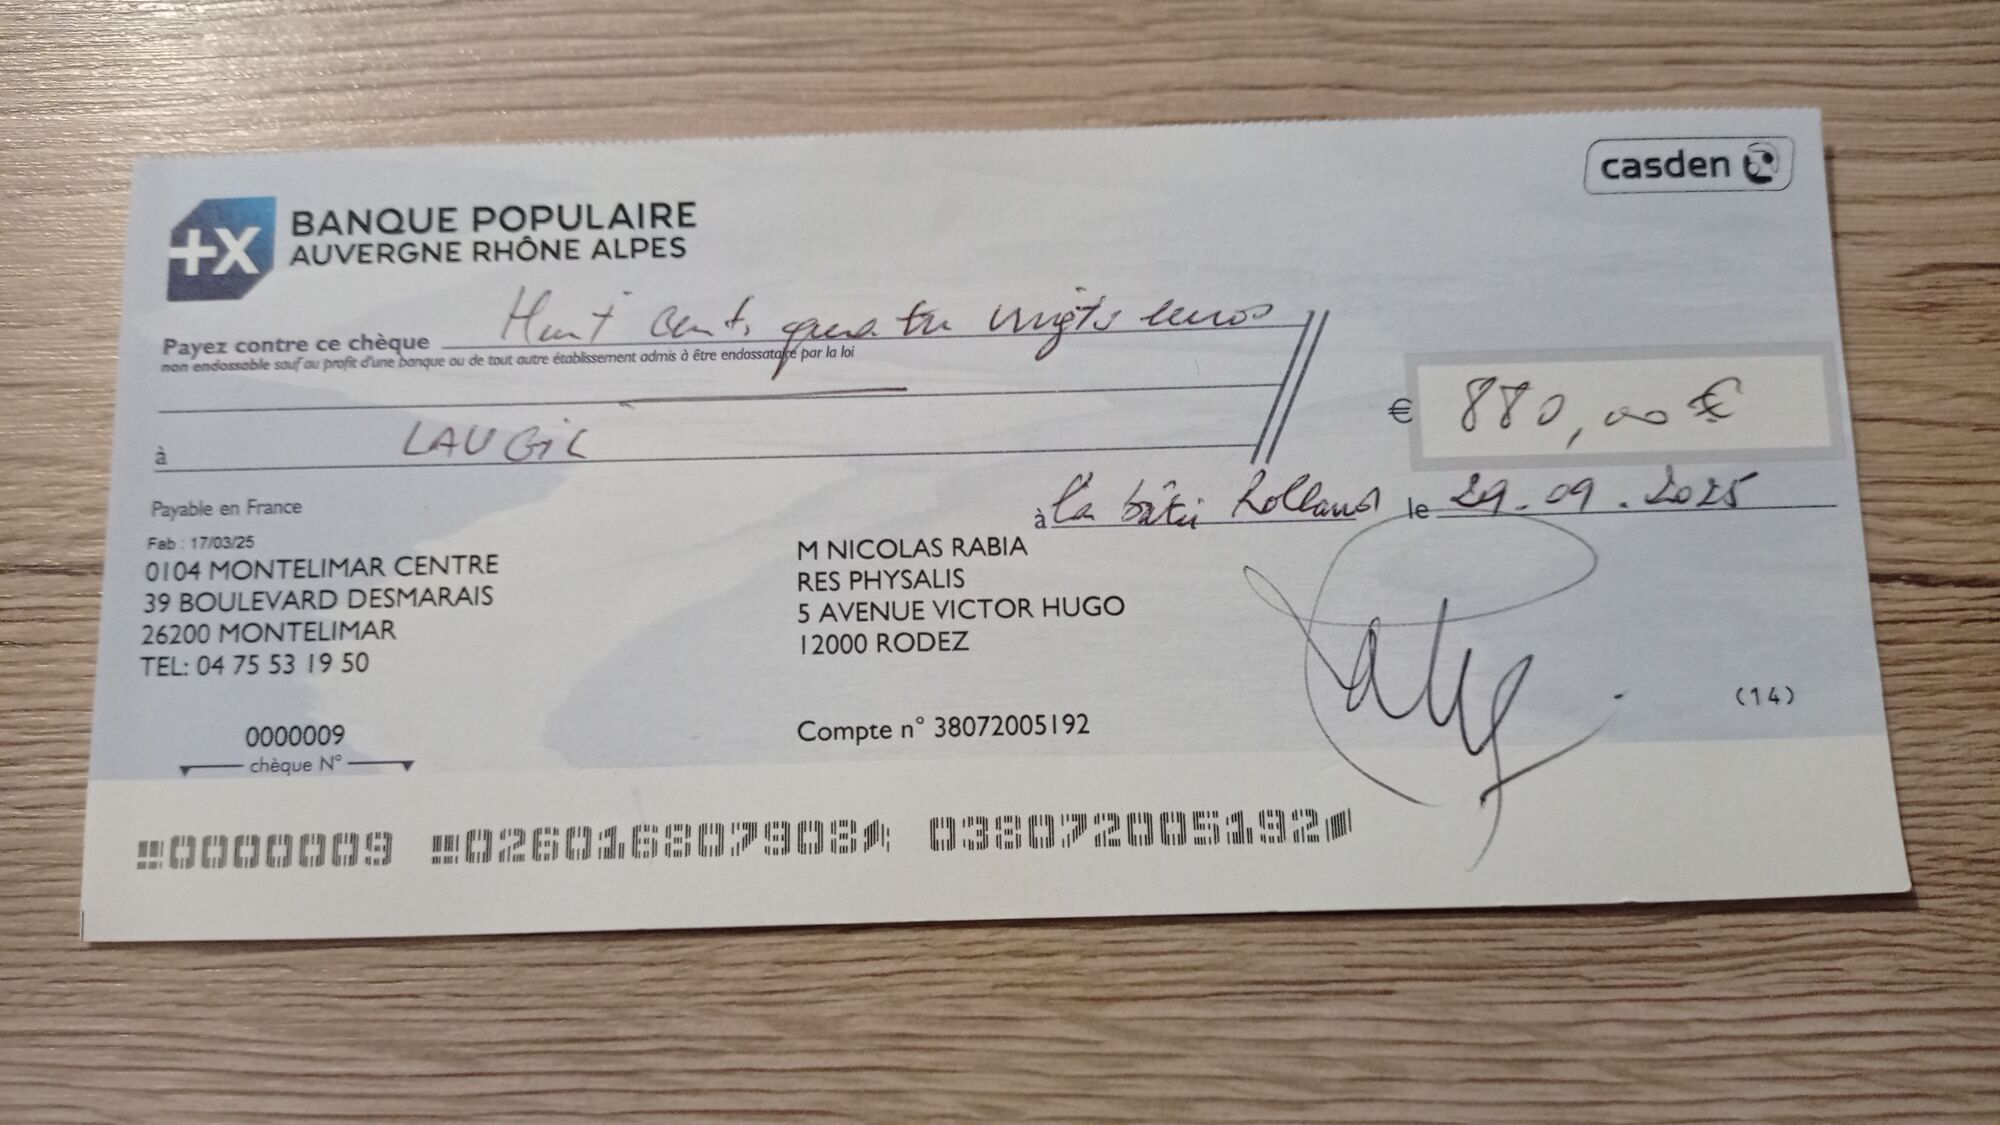 casden
+X BANQUE POPULAIRE
AUVERGNE RHÔNE ALPES
Payez contre ce chèque Huit cent quatre vingts euros
non endossable sauf au profit d'une banque ou de tout autre établissement admis à être endossataire par la loi
€ 880,00 €
à LAUGIL
Payable en France
à la bâtie Rolland le 29.09.2025
Fab : 17/03/25
0104 MONTELIMAR CENTRE
39 BOULEVARD DESMARAIS
26200 MONTELIMAR
TEL: 04 75 53 19 50
M NICOLAS RABIA
RES PHYSALIS
5 AVENUE VICTOR HUGO
12000 RODEZ
(14)
Compte n° 38072005192
0000009
chèque N°
0000009 026016807908 038072005192